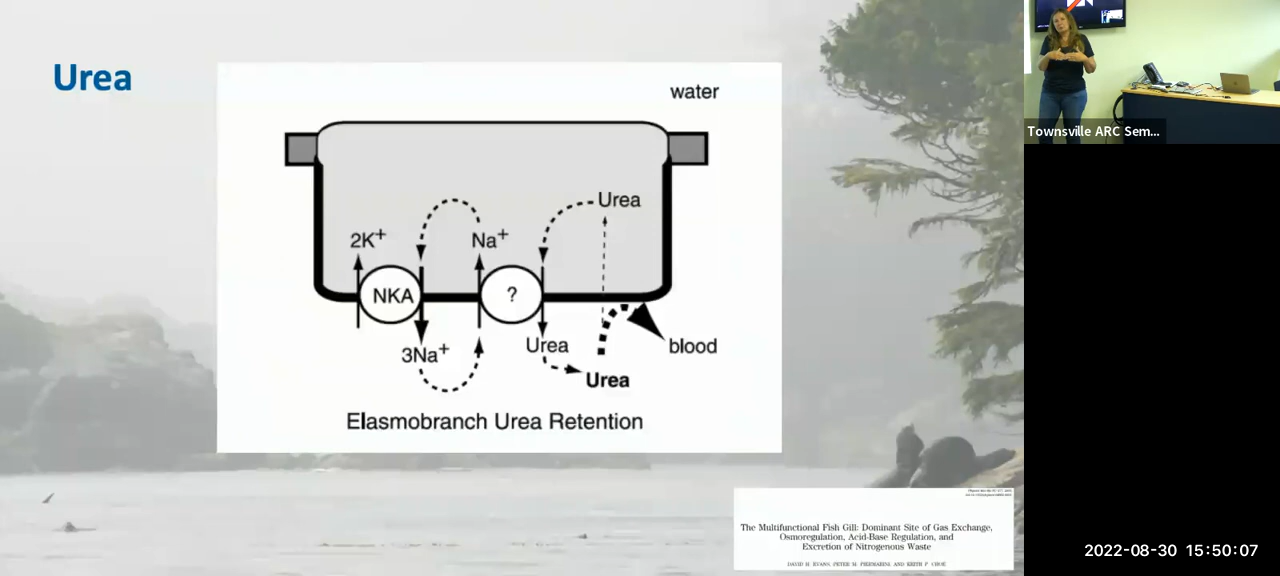 Urea
water
Urea
2K+
Na+
NKA
?
3Na+
Urea
blood
Urea
Elasmobranch Urea Retention
The Multifunctional Fish Gill: Dominant Site of Gas Exchange,
Osmoregulation, Acid-Base Regulation, and
Excretion of Nitrogenous Waste
DAVID H. EVANS, PETER M. PIERMARINI, AND KEITH P. CHOE
Townsville ARC Sem...
2022-08-30 15:50:07